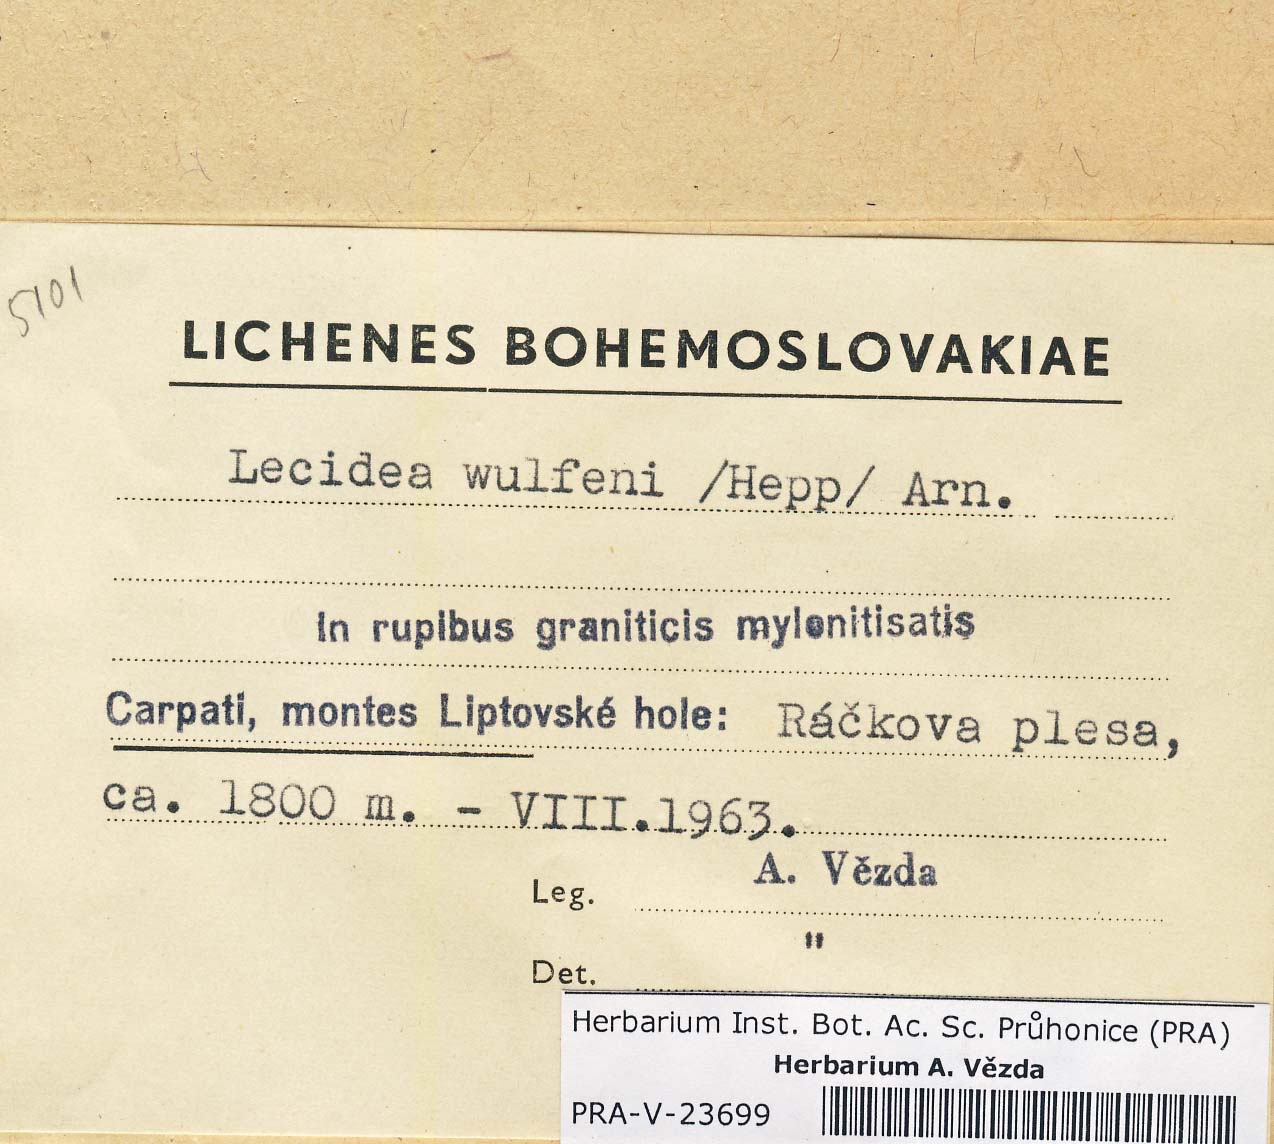 5101
LICHENES BOHEMOSLOVAKIAE
Lecidea wulfeni /Hepp/ Arn.
In rupibus graniticis mylonitisatis
Carpati, montes Liptovské hole: Ráčkova plesa,
ca. 1800 m. - VIII.1963.
Leg. A. Vězda
Det. "
Herbarium Inst. Bot. Ac. Sc. Průhonice (PRA)
Herbarium A. Vězda
PRA-V-23699